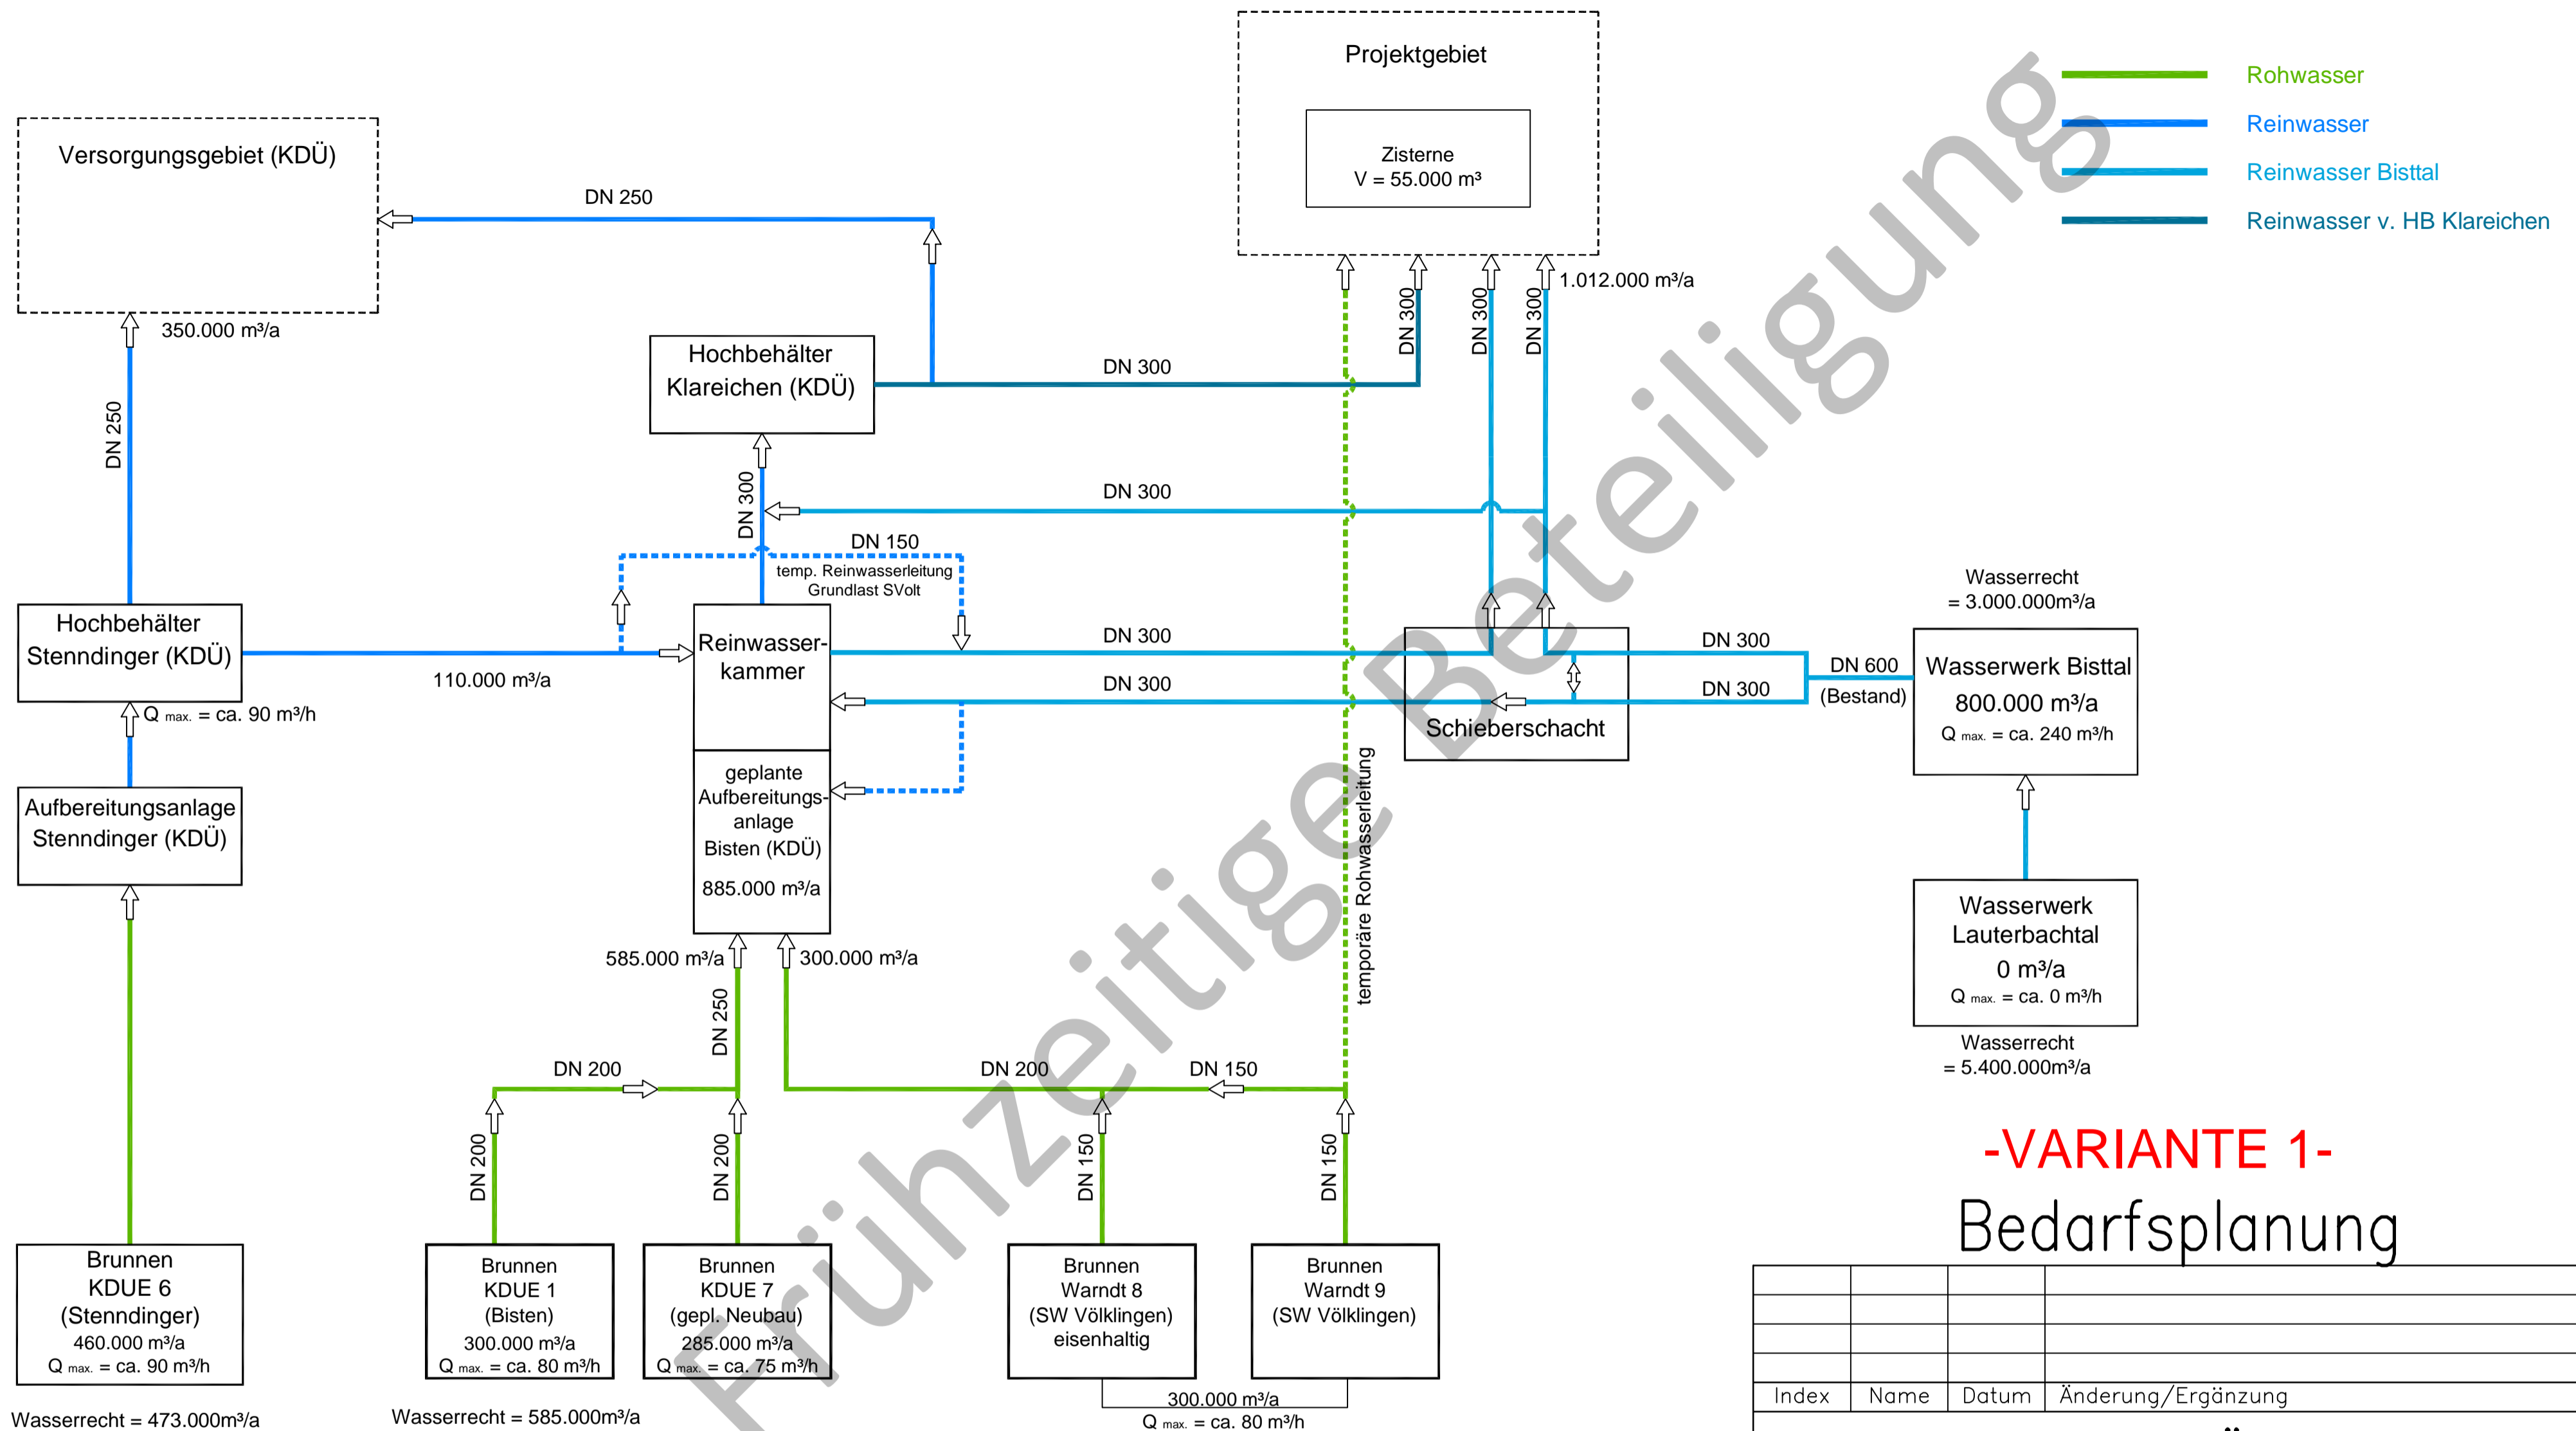 Projektgebiet
Zisterne
V = 55.000 m³
Rohwasser
Reinwasser
Reinwasser Bisttal
Reinwasser v. HB Klareichen
Versorgungsgebiet (KDÜ)
DN 250
350.000 m³/a
1.012.000 m³/a
DN 300
DN 300
DN 300
Hochbehälter
Klareichen (KDÜ)
DN 300
DN 250
DN 300
DN 300
DN 150
temp. Reinwasserleitung
Grundlast SVolt
Hochbehälter
Stenndinger (KDÜ)
110.000 m³/a
Q max. = ca. 90 m³/h
Reinwasser-
kammer
DN 300
DN 300
Schieberschacht
DN 300
DN 300
DN 600
(Bestand)
Wasserrecht
= 3.000.000m³/a
Wasserwerk Bisttal
800.000 m³/a
Q max. = ca. 240 m³/h
Aufbereitungsanlage
Stenndinger (KDÜ)
geplante
Aufbereitungs-
anlage
Bisten (KDÜ)
885.000 m³/a
temporäre Rohwasserleitung
Wasserwerk
Lauterbachtal
0 m³/a
Q max. = ca. 0 m³/h
Wasserrecht
= 5.400.000m³/a
585.000 m³/a
300.000 m³/a
DN 250
DN 200
DN 200
DN 150
DN 200
DN 200
DN 150
DN 150
-VARIANTE 1-
Bedarfsplanung
Brunnen
KDUE 6
(Stenndinger)
460.000 m³/a
Q max. = ca. 90 m³/h
Wasserrecht = 473.000m³/a
Brunnen
KDUE 1
(Bisten)
300.000 m³/a
Q max. = ca. 80 m³/h
Wasserrecht = 585.000m³/a
Brunnen
KDUE 7
(gepl. Neubau)
285.000 m³/a
Q max. = ca. 75 m³/h
Brunnen
Warndt 8
(SW Völklingen)
eisenhaltig
Brunnen
Warndt 9
(SW Völklingen)
300.000 m³/a
Q max. = ca. 80 m³/h
Index Name Datum Änderung/Ergänzung
Frühzeitige Beteiligung